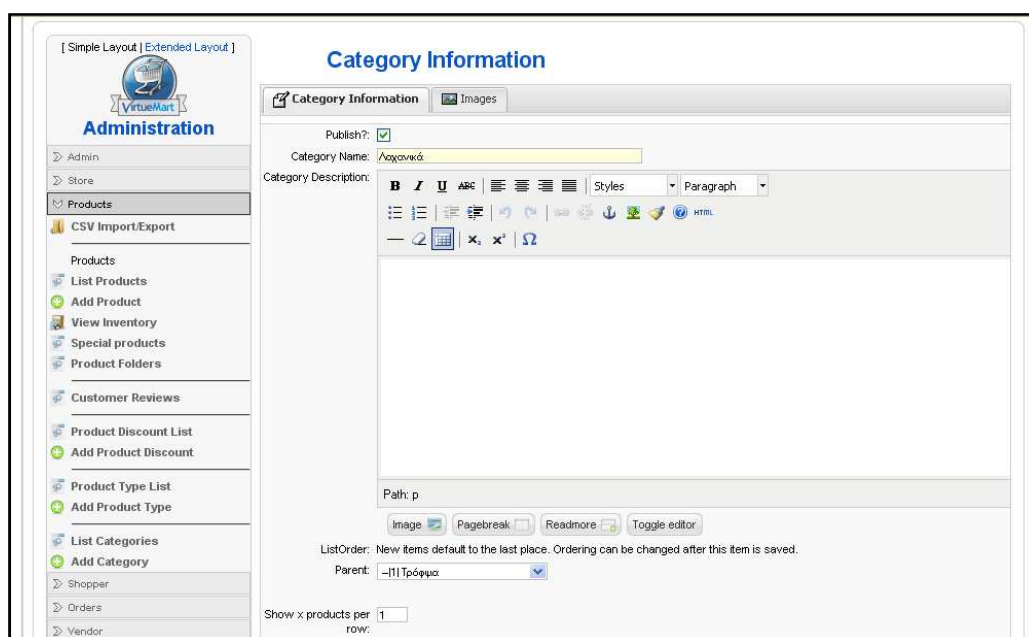 [ Simple Layout | Extended Layout ]
VirtueMart
Administration
Admin
Store
Products
CSV Import/Export
Products
List Products
Add Product
View Inventory
Special products
Product Folders
Customer Reviews
Product Discount List
Add Product Discount
Product Type List
Add Product Type
List Categories
Add Category
Shopper
Orders
Vendor
Category Information
Category Information
Images
Publish?:
Category Name: Λαχανικά
Category Description:
B I U ABC Styles Paragraph
HTML
x₂ x² Ω
Path: p
Image Pagebreak Readmore Toggle editor
ListOrder: New items default to the last place. Ordering can be changed after this item is saved.
Parent: --|1| Τρόφιμα
Show x products per row: 1